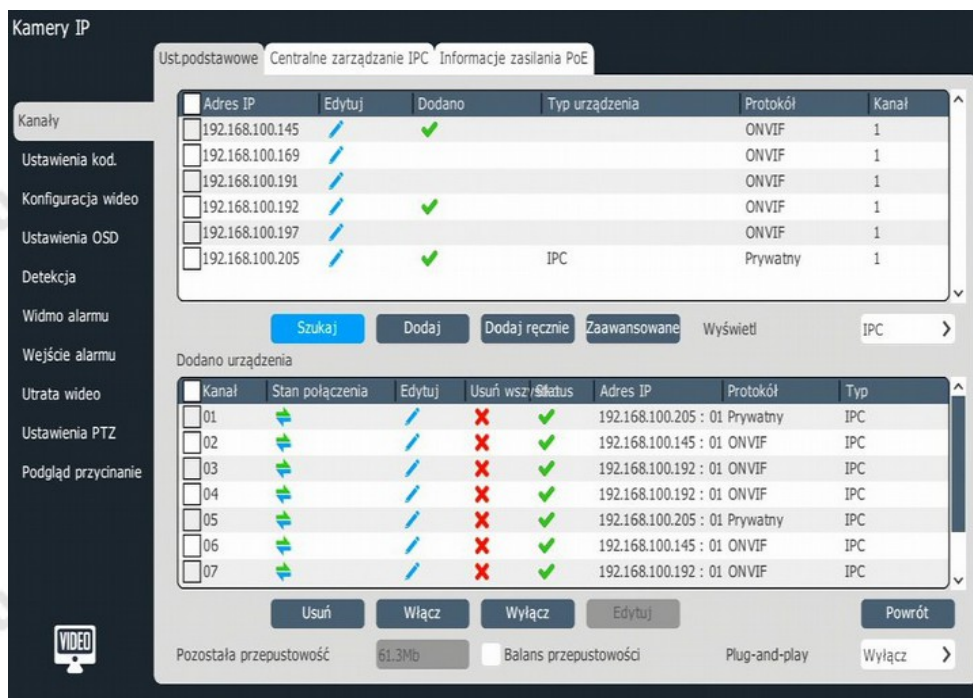 Kamery IP
Ust.podstawowe Centralne zarządzanie IPC Informacje zasilania PoE
Kanały
Ustawienia kod.
Konfiguracja wideo
Ustawienia OSD
Detekcja
Widmo alarmu
Wejście alarmu
Utrata wideo
Ustawienia PTZ
Podgląd przycinanie
VIDEO
Adres IP Edytuj Dodano Typ urządzenia Protokół Kanał
192.168.100.145 ONVIF 1
192.168.100.169 ONVIF 1
192.168.100.191 ONVIF 1
192.168.100.192 ONVIF 1
192.168.100.197 ONVIF 1
192.168.100.205 IPC Prywatny 1
Szukaj Dodaj Dodaj ręcznie Zaawansowane Wyświetl IPC
Dodano urządzenia
Kanał Stan połączenia Edytuj Usuń Status Adres IP Protokół Typ
01 192.168.100.205 : 01 Prywatny IPC
02 192.168.100.145 : 01 ONVIF IPC
03 192.168.100.192 : 01 ONVIF IPC
04 192.168.100.192 : 01 ONVIF IPC
05 192.168.100.205 : 01 Prywatny IPC
06 192.168.100.145 : 01 ONVIF IPC
07 192.168.100.192 : 01 ONVIF IPC
Usuń Włącz Wyłącz Edytuj Powrót
Pozostała przepustowość 61.3Mb Balans przepustowości Plug-and-play Wyłącz